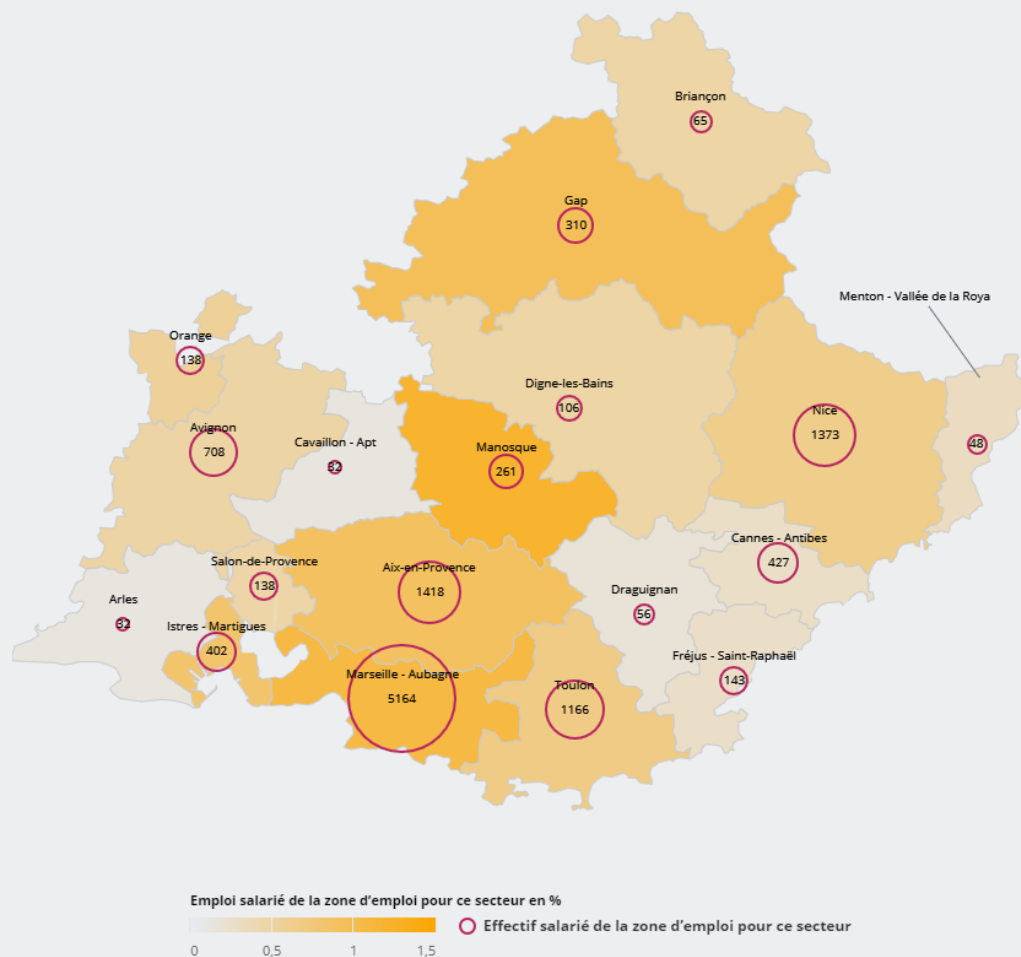 Briançon
65
Gap
310
Menton - Vallée de la Roya
Orange
138
Digne-les-Bains
106
Nice
1373
Avignon
708
Cavaillon - Apt
32
Manosque
261
48
Cannes - Antibes
427
Salon-de-Provence
138
Aix-en-Provence
1418
Draguignan
56
Arles
32
Istres - Martigues
402
Fréjus - Saint-Raphaël
143
Marseille - Aubagne
5164
Toulon
1166
Emploi salarié de la zone d’emploi pour ce secteur en %
Effectif salarié de la zone d’emploi pour ce secteur
0 0,5 1 1,5